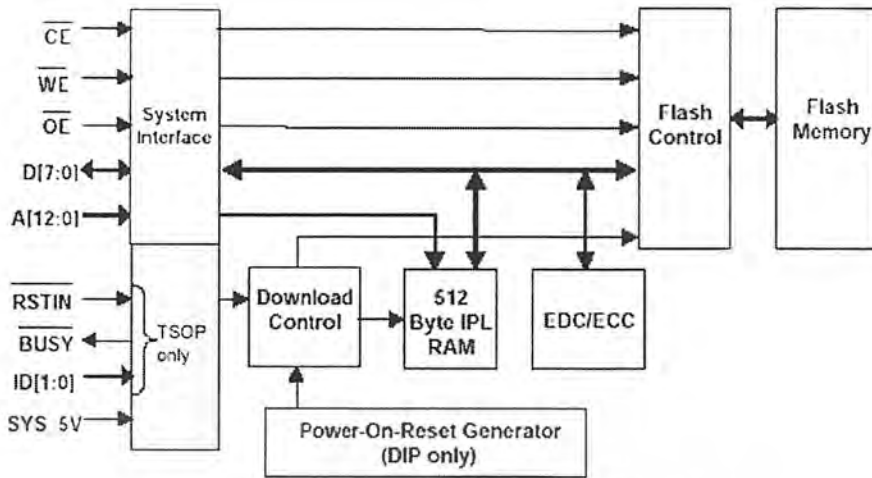 CE
WE
OE
D[7:0]
A[12:0]
RSTIN
BUSY
ID[1:0]
SYS 5V
System
Interface
TSOP
only
Download
Control
512
Byte IPL
RAM
EDC/ECC
Flash
Control
Flash
Memory
Power-On-Reset Generator
(DIP only)